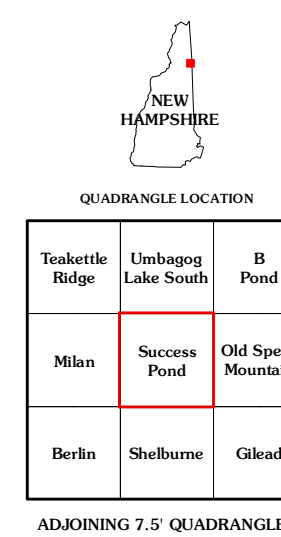 NEW
HAMPSHIRE
QUADRANGLE LOCATION
Teakettle
Ridge
Umbagog
Lake South
B
Pond
Milan
Success
Pond
Old Spe
Mountai
Berlin
Shelburne
Gilead
ADJOINING 7.5' QUADRANGLE